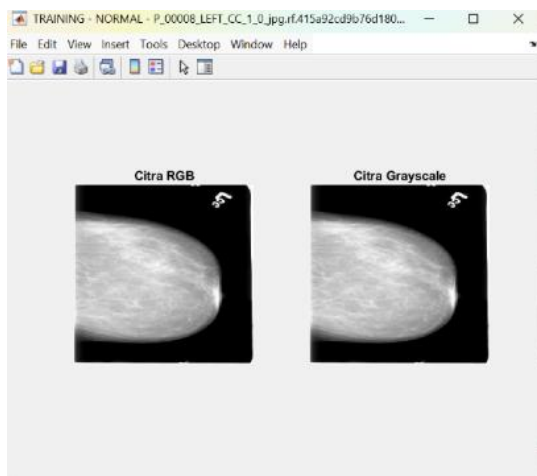 TRAINING - NORMAL - P_00008_LEFT_CC_1_0_jpg.rf.415a92cd9b76d180...
File Edit View Insert Tools Desktop Window Help
Citra RGB
Citra Grayscale